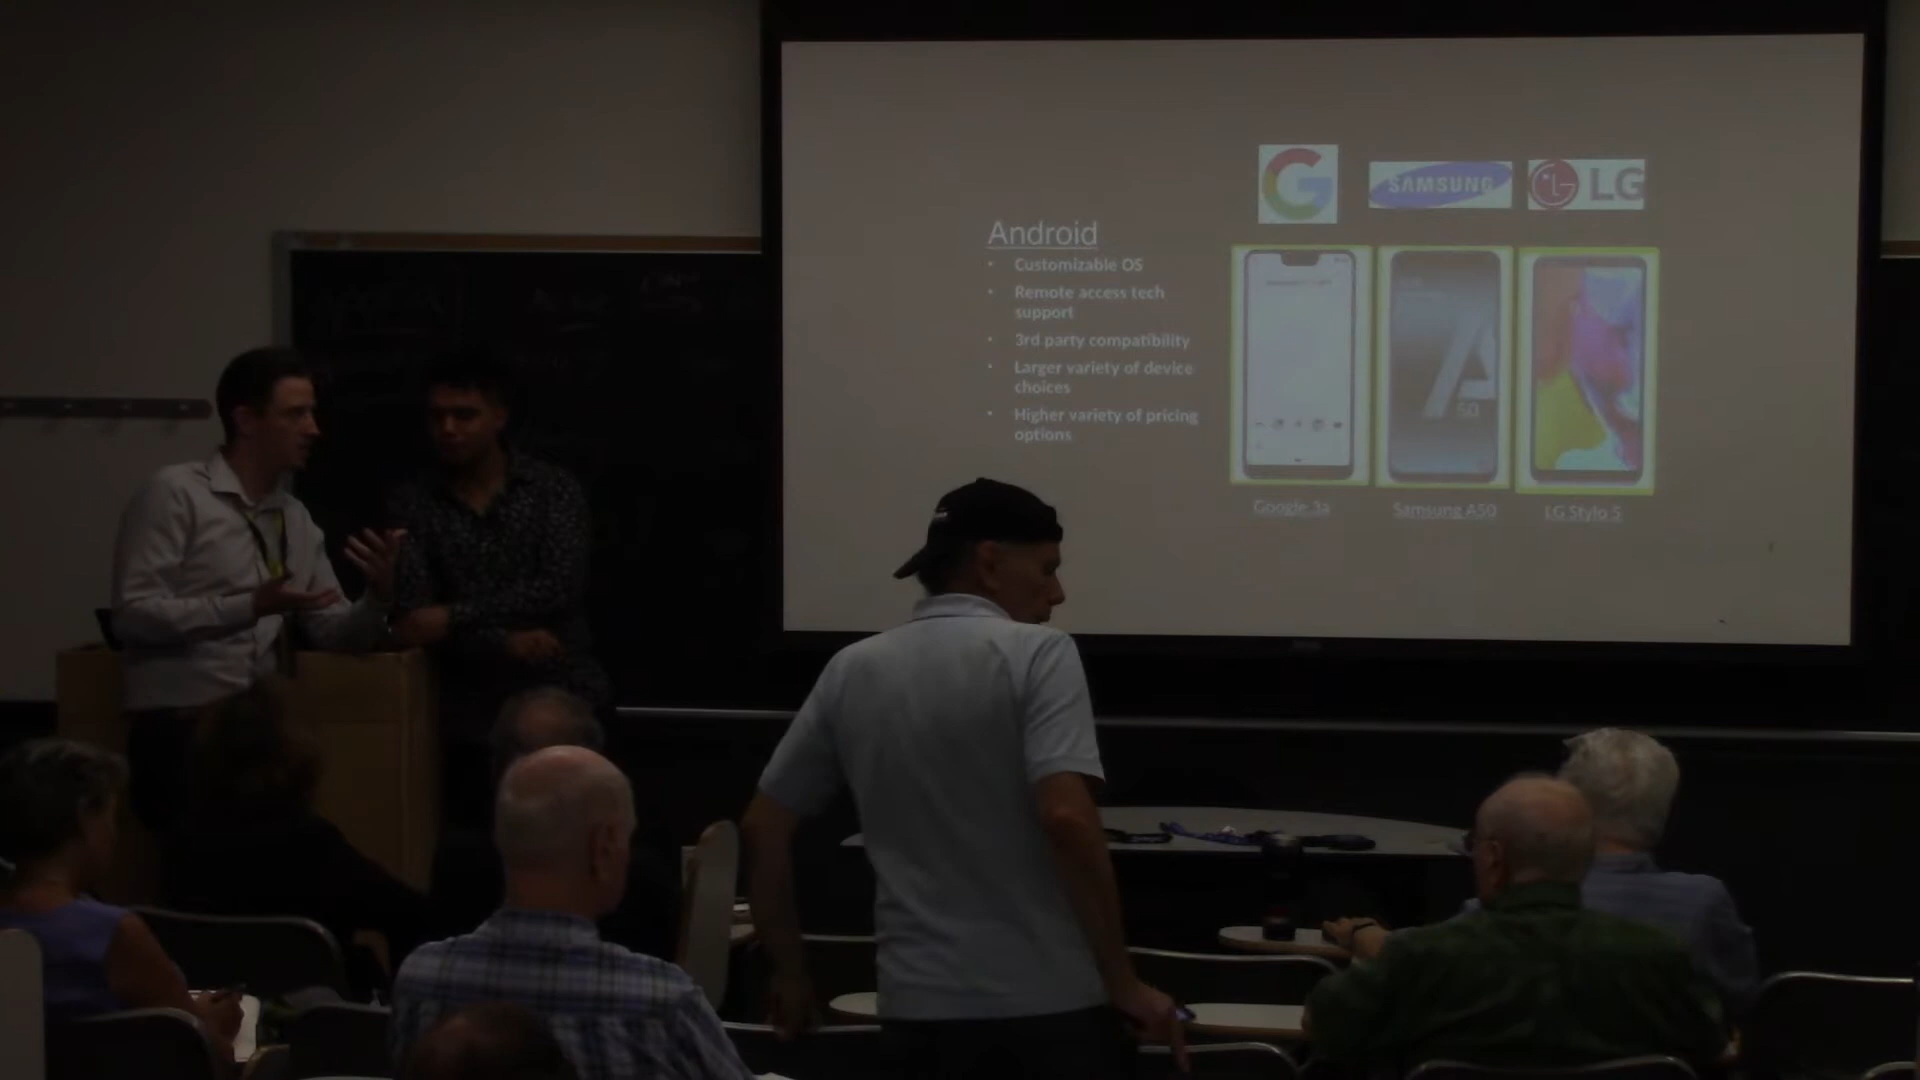 SAMSUNG
LG
Android
• Customizable OS
• Remote access tech
support
• 3rd party compatibility
• Larger variety of device
choices
• Higher variety of pricing
options
A
50
Google 3a
Samsung A50
LG Stylo 5